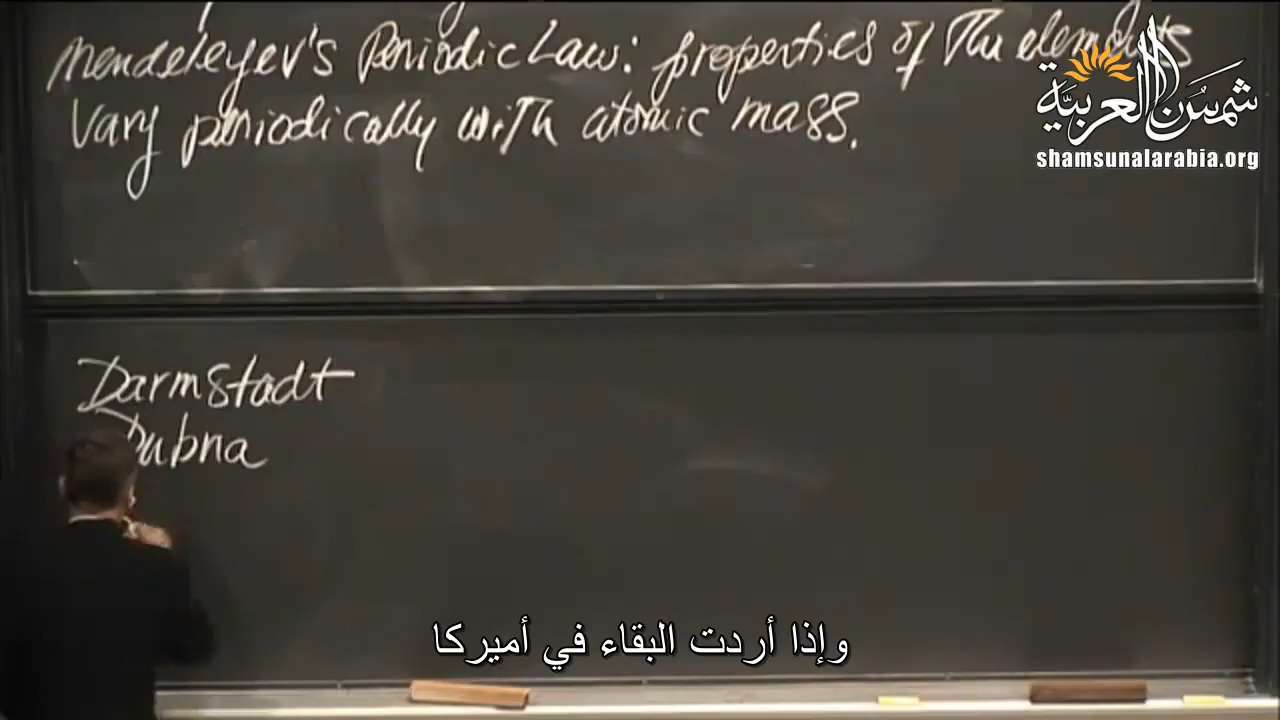 Mendeleyev's Periodic Law: properties of The elements
vary periodically with atomic mass.
شمس العربية
shamsunalarabia.org
Darmstadt
Dubna
وإذا أردت البقاء في أميركا